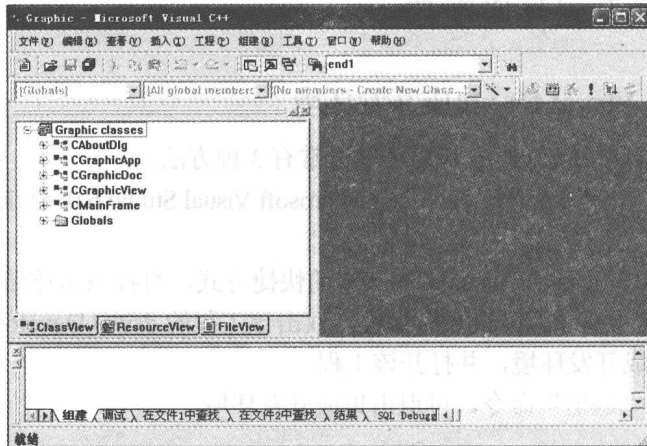 Graphic - Microsoft Visual C++
文件(F) 编辑(E) 查看(V) 插入(I) 工程(P) 组建(B) 工具(T) 窗口(W) 帮助(H)
end1
(Globals) (All global members (No members - Create New Class...)
Graphic classes
CAboutDlg
CGraphicApp
CGraphicDoc
CGraphicView
CMainFrame
Globals
ClassView ResourceView FileView
组建 调试 在文件1中查找 在文件2中查找 结果 SQL Debugg
就绪